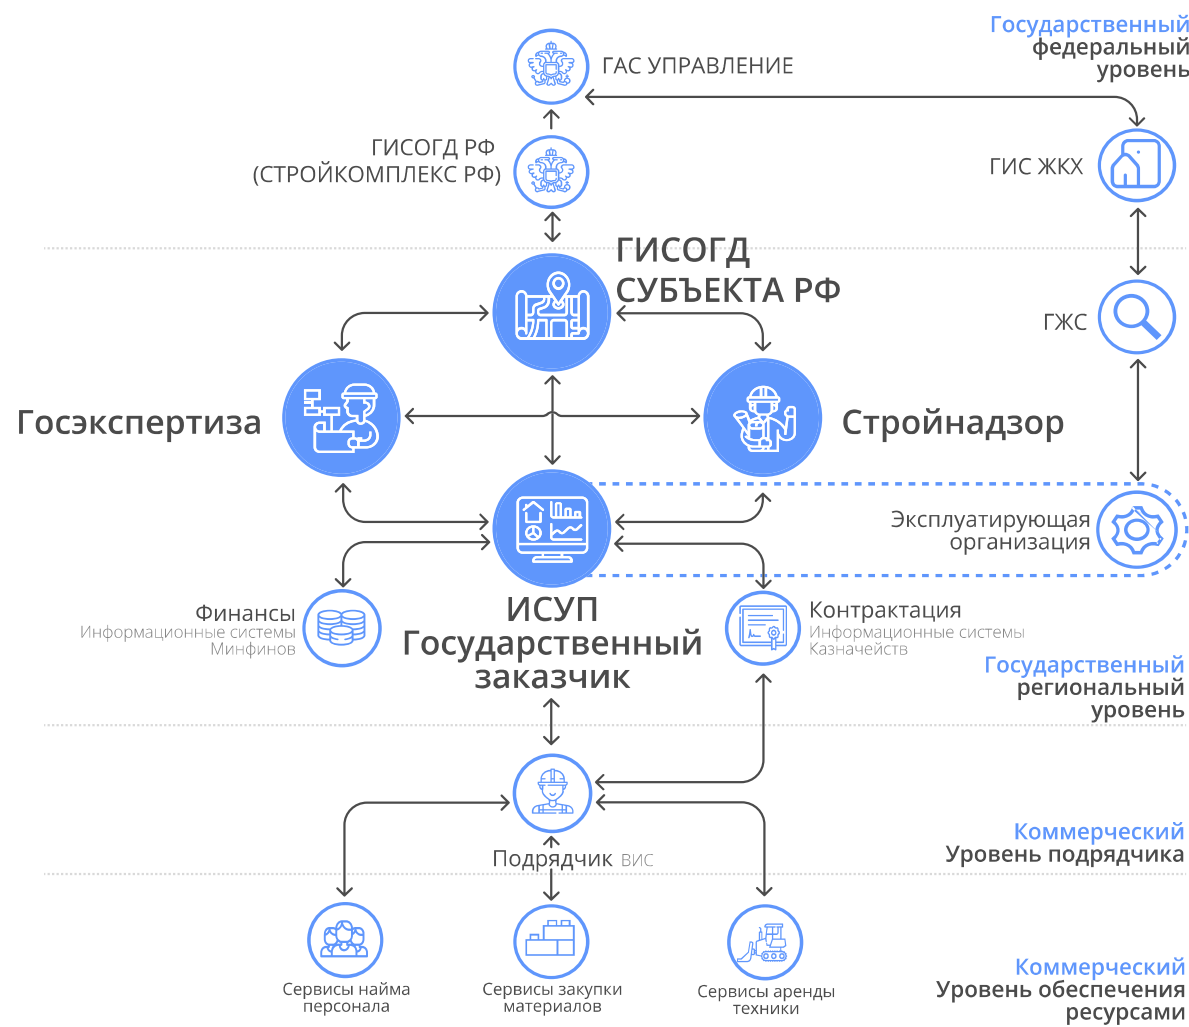 Государственный
федеральный
уровень
ГАС УПРАВЛЕНИЕ
ГИСОГД РФ
(СТРОЙКОМПЛЕКС РФ)
ГИС ЖКХ
ГИСОГД
СУБЪЕКТА РФ
ГЖС
Госэкспертиза
Стройнадзор
Эксплуатирующая
организация
Финансы
Информационные системы
Минфинов
ИСУП
Государственный
заказчик
Контрактация
Информационные системы
Казначейств
Государственный
региональный
уровень
Коммерческий
Уровень подрядчика
Подрядчик ВИС
Сервисы найма
персонала
Сервисы закупки
материалов
Сервисы аренды
техники
Коммерческий
Уровень обеспечения
ресурсами